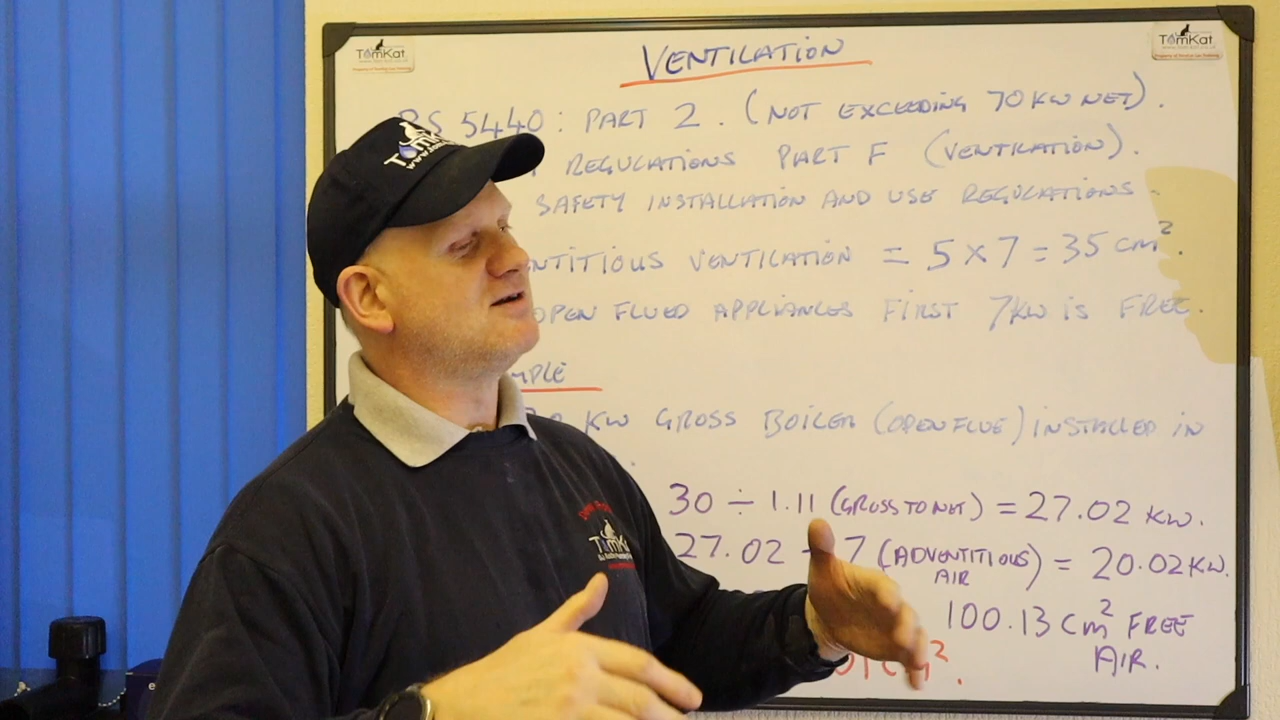 VENTILATION
TomKat
TomKat
BS 5440: PART 2. (NOT EXCEEDING 70KW NET).
REGULATIONS PART F (VENTILATION).
SAFETY INSTALLATION AND USE REGULATIONS
NTITIOUS VENTILATION = 5 x 7 = 35 cm².
OPEN FLUED APPLIANCES FIRST 7KW IS FREE.
MPLE
KW GROSS BOILER (OPEN FLUE) INSTALLED IN
30 ÷ 1.11 (GROSS TO NET) = 27.02 KW.
27.02 - 7 (ADVENTITIOUS AIR) = 20.02 KW.
100.13 cm² FREE
AIR.
TomKa